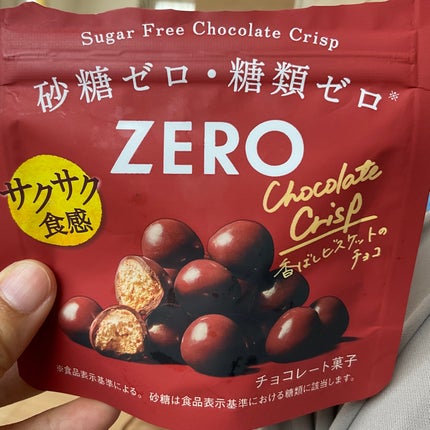 Sugar Free Chocolate Crisp
砂糖ゼロ・糖類ゼロ※
ZERO
サクサク
食感
Chocolate
Crisp
香ばしビスケットの
チョコ
チョコレート菓子
※食品表示基準による。 砂糖は食品表示基準における糖類に該当します。